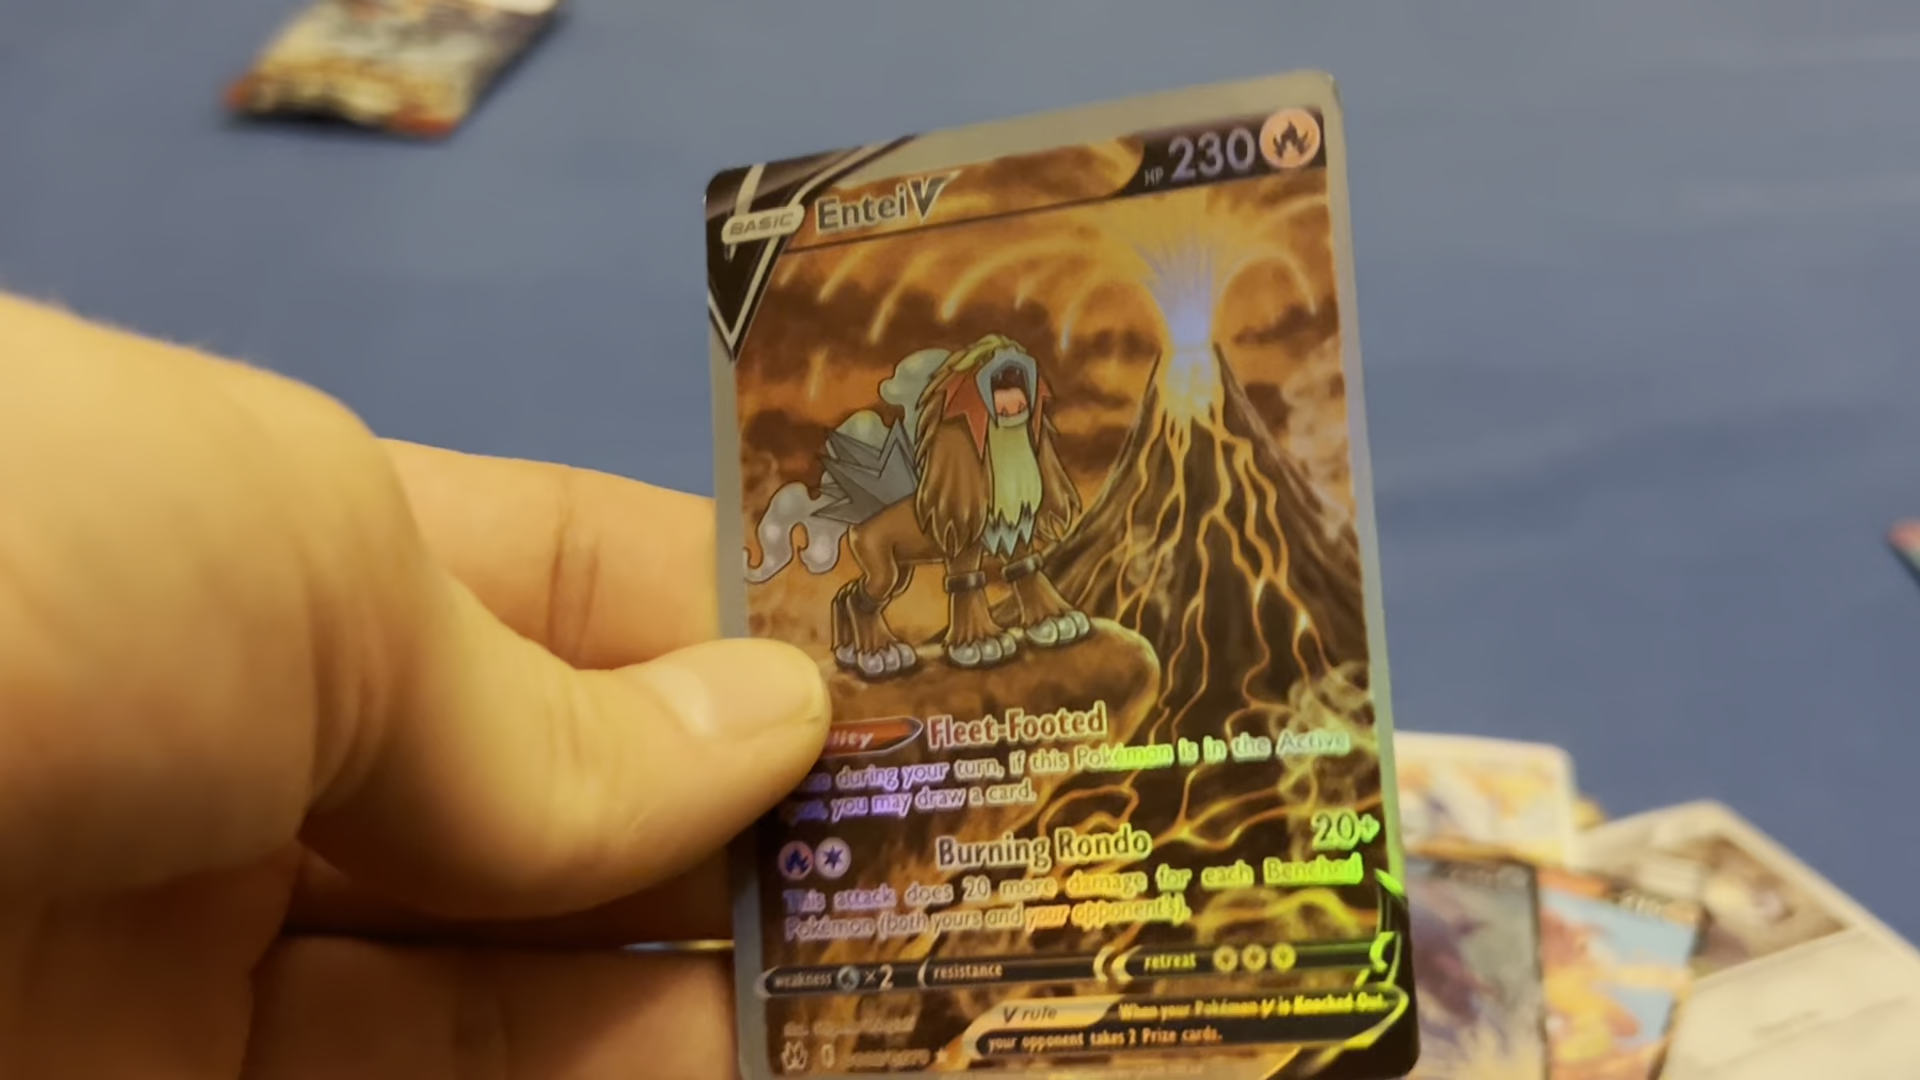 BASIC
EnteiV
HP 230
lity Fleet-Footed
during your turn, if this Pokémon is in the Active
you may draw a card.
Burning Rondo 20+
This attack does 20 more damage for each Benched
Pokémon (both yours and your opponent's).
weakness ×2 resistance retreat
V rule When your Pokémon V is Knocked Out,
your opponent takes 2 Prize cards.